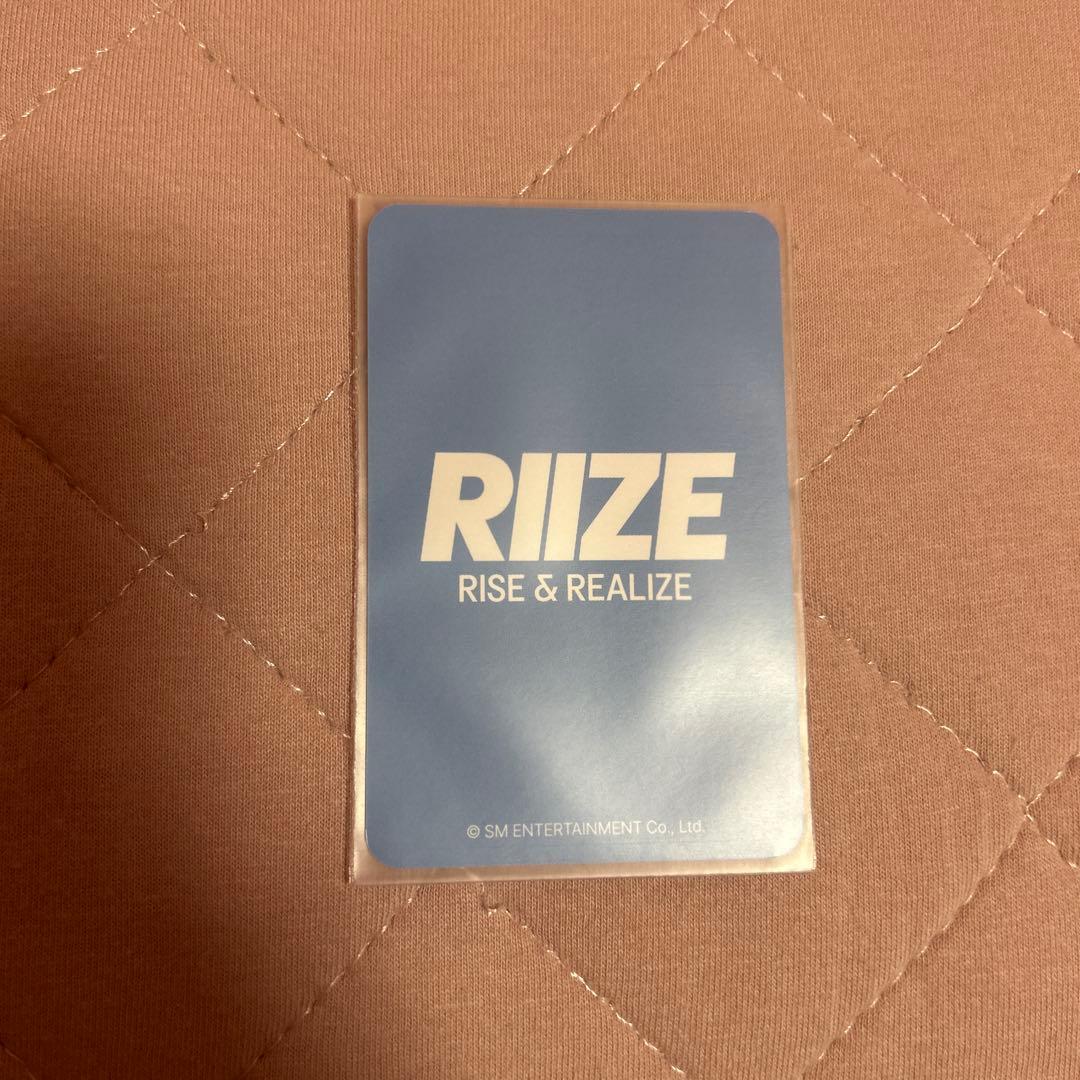 RIIZE
RISE & REALIZE
© SM ENTERTAINMENT Co., Ltd.